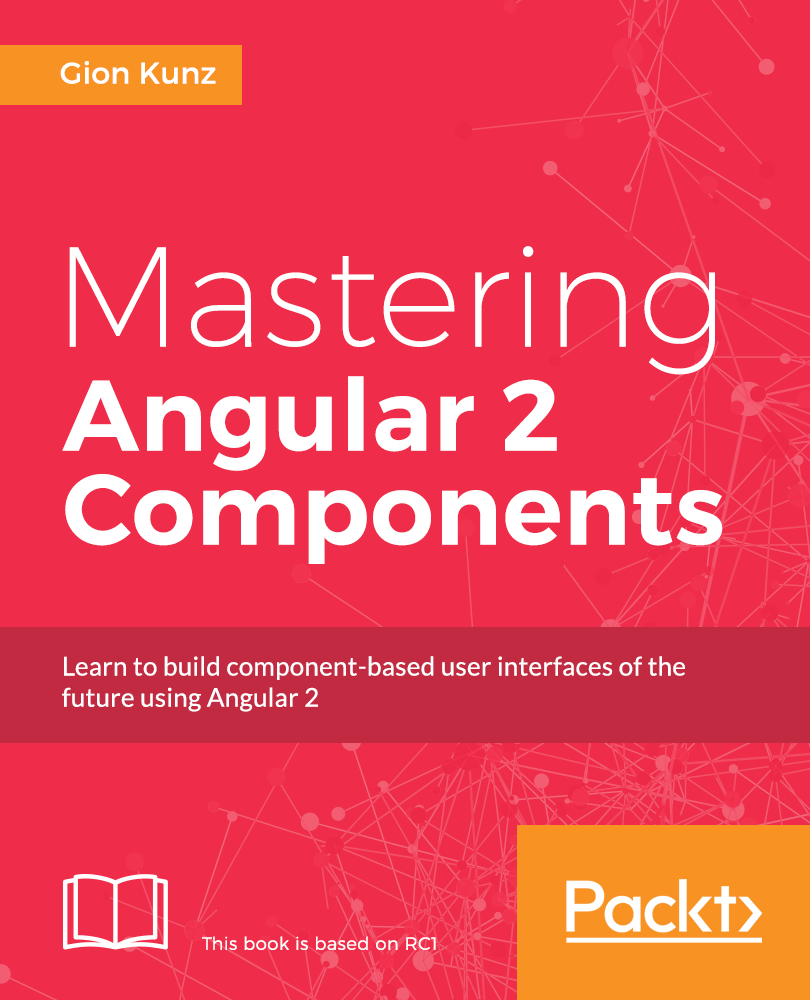 Gion Kunz
Mastering
Angular 2
Components
Learn to build component-based user interfaces of the
future using Angular 2
This book is based on RC1
Packt>